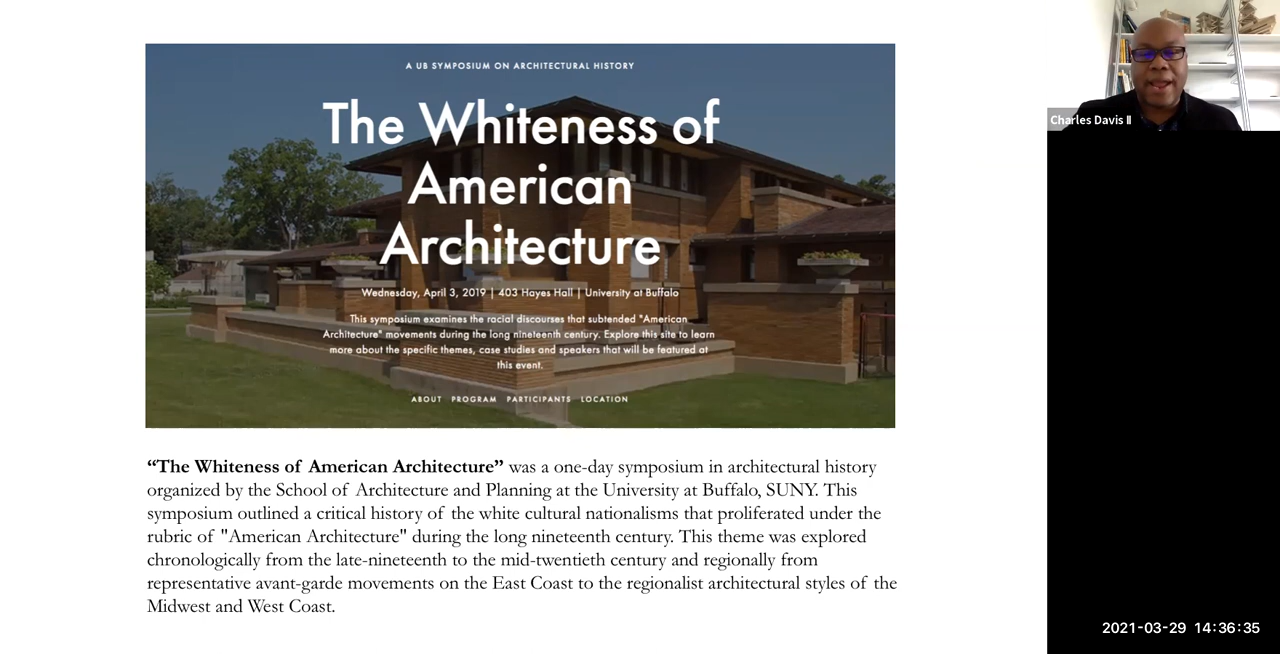 A UB SYMPOSIUM ON ARCHITECTURAL HISTORY
The Whiteness of
American
Architecture
Wednesday, April 3, 2019 | 403 Hayes Hall | University at Buffalo
This symposium examines the racial discourses that subtended "American
Architecture" movements during the long nineteenth century. Explore this site to learn
more about the specific themes, case studies and speakers that will be featured at
this event.
ABOUT PROGRAM PARTICIPANTS LOCATION
“The Whiteness of American Architecture” was a one-day symposium in architectural history
organized by the School of Architecture and Planning at the University at Buffalo, SUNY. This
symposium outlined a critical history of the white cultural nationalisms that proliferated under the
rubric of "American Architecture" during the long nineteenth century. This theme was explored
chronologically from the late-nineteenth to the mid-twentieth century and regionally from
representative avant-garde movements on the East Coast to the regionalist architectural styles of the
Midwest and West Coast.
Charles Davis II
2021-03-29 14:36:35